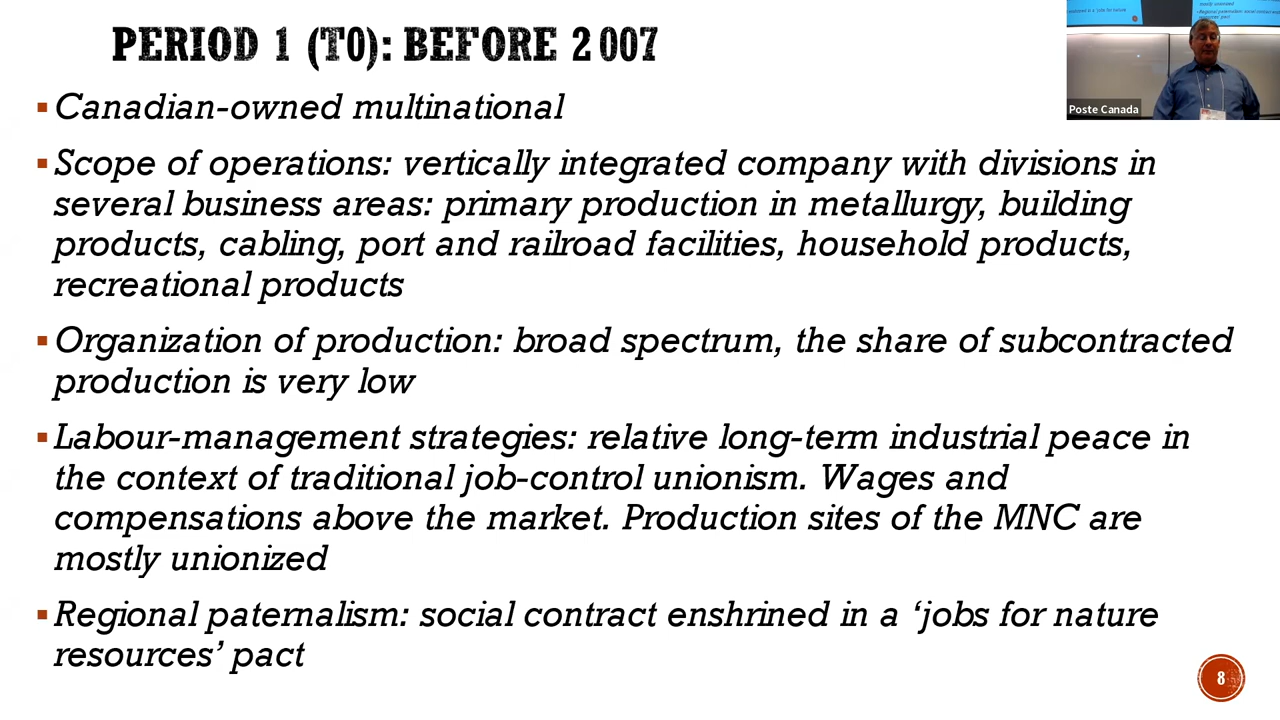 PERIOD 1 (T0): BEFORE 2007
Canadian-owned multinational
Scope of operations: vertically integrated company with divisions in
several business areas: primary production in metallurgy, building
products, cabling, port and railroad facilities, household products,
recreational products
Organization of production: broad spectrum, the share of subcontracted
production is very low
Labour-management strategies: relative long-term industrial peace in
the context of traditional job-control unionism. Wages and
compensations above the market. Production sites of the MNC are
mostly unionized
Regional paternalism: social contract enshrined in a ‘jobs for nature
resources’ pact
Poste Canada
8